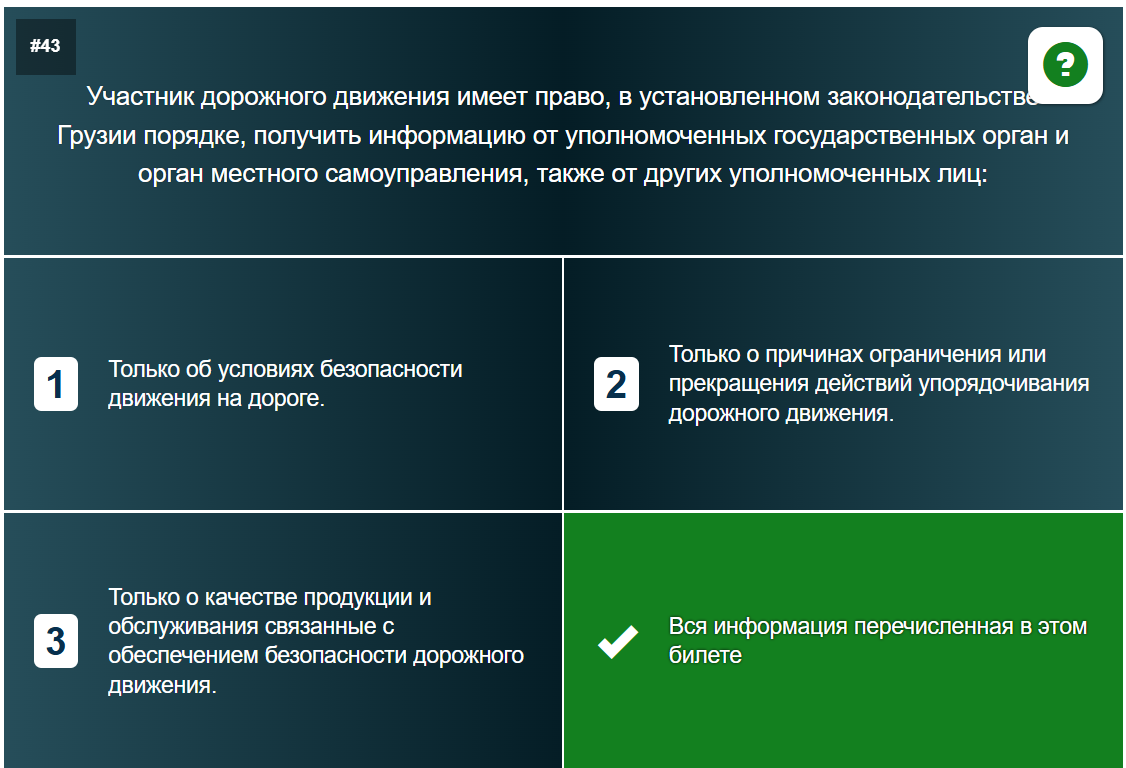 #43
?
Участник дорожного движения имеет право, в установленном законодательстве
Грузии порядке, получить информацию от уполномоченных государственных орган и
орган местного самоуправления, также от других уполномоченных лиц:
1
Только об условиях безопасности
движения на дороге.
2
Только о причинах ограничения или
прекращения действий упорядочивания
дорожного движения.
3
Только о качестве продукции и
обслуживания связанные с
обеспечением безопасности дорожного
движения.
Вся информация перечисленная в этом
билете